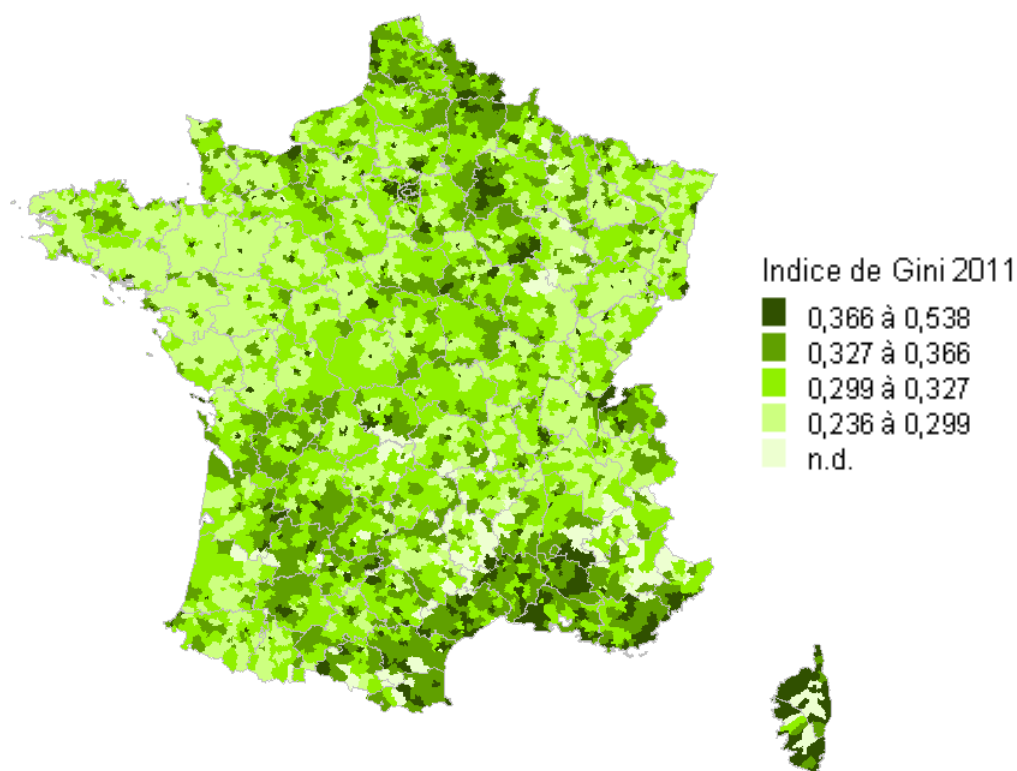 Indice de Gini 2011
0,366 à 0,538
0,327 à 0,366
0,299 à 0,327
0,236 à 0,299
n.d.